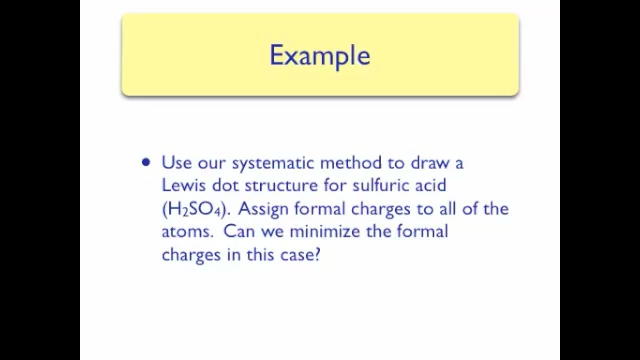 Example
• Use our systematic method to draw a
Lewis dot structure for sulfuric acid
(H₂SO₄). Assign formal charges to all of the
atoms. Can we minimize the formal
charges in this case?